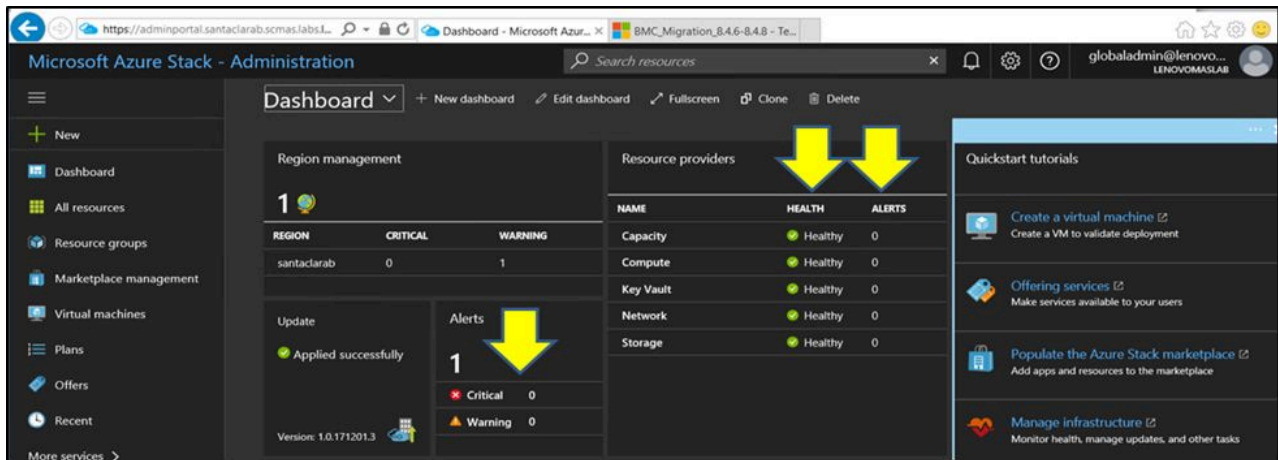 https://adminportal.santaclarab.scmas.labs.l...
Dashboard - Microsoft Azur...
BMC_Migration_8.4.6-8.4.8 - Te...
Microsoft Azure Stack - Administration
Search resources
globaladmin@lenovo...
LENOVOMASLAB
Dashboard
New dashboard
Edit dashboard
Fullscreen
Clone
Delete
New
Dashboard
All resources
Resource groups
Marketplace management
Virtual machines
Plans
Offers
Recent
More services >
Region management
1
REGION CRITICAL WARNING
santaclarab 0 1
Update
Applied successfully
Version: 1.0.171201.3
Alerts
1
Critical 0
Warning 0
Resource providers
NAME HEALTH ALERTS
Capacity Healthy 0
Compute Healthy 0
Key Vault Healthy 0
Network Healthy 0
Storage Healthy 0
Quickstart tutorials
Create a virtual machine
Create a VM to validate deployment
Offering services
Make services available to your users
Populate the Azure Stack marketplace
Add apps and resources to the marketplace
Manage infrastructure
Monitor health, manage updates, and other tasks